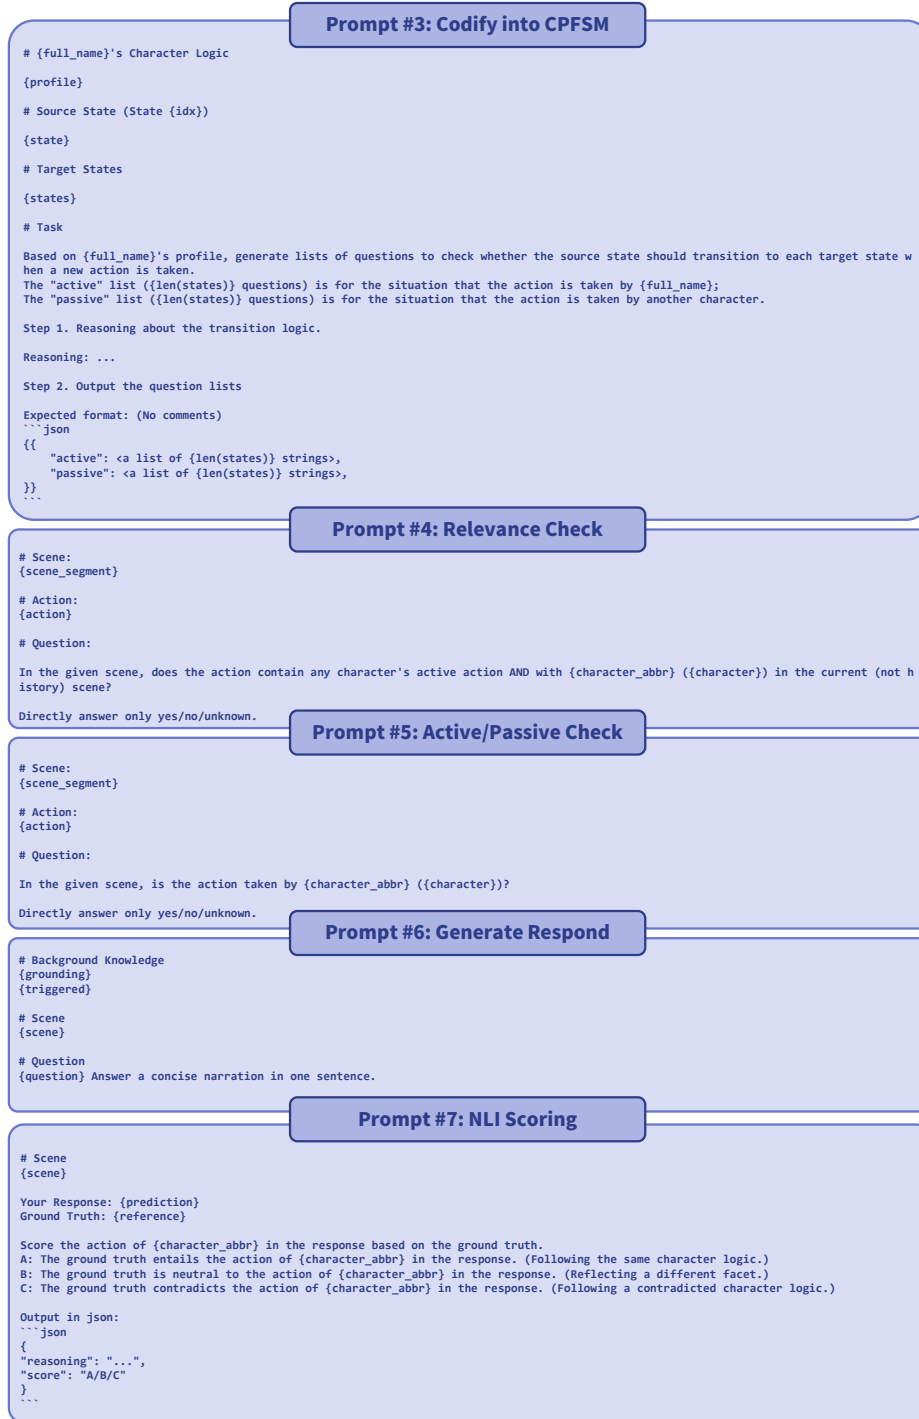 Prompt #3: Codify into CPFSM
# {full_name}'s Character Logic
{profile}
# Source State (State {idx})
{state}
# Target States
{states}
# Task
Based on {full_name}'s profile, generate lists of questions to check whether the source state should transition to each target state w
hen a new action is taken.
The "active" list ({len(states)} questions) is for the situation that the action is taken by {full_name};
The "passive" list ({len(states)} questions) is for the situation that the action is taken by another character.
Step 1. Reasoning about the transition logic.
Reasoning: ...
Step 2. Output the question lists
Expected format: (No comments)
```json
{{
    "active": <a list of {len(states)} strings>,
    "passive": <a list of {len(states)} strings>,
}}
```
Prompt #4: Relevance Check
# Scene:
{scene_segment}
# Action:
{action}
# Question:
In the given scene, does the action contain any character's active action AND with {character_abbr} ({character}) in the current (not h
istory) scene?
Directly answer only yes/no/unknown.
Prompt #5: Active/Passive Check
# Scene:
{scene_segment}
# Action:
{action}
# Question:
In the given scene, is the action taken by {character_abbr} ({character})?
Directly answer only yes/no/unknown.
Prompt #6: Generate Respond
# Background Knowledge
{grounding}
{triggered}
# Scene
{scene}
# Question
{question} Answer a concise narration in one sentence.
Prompt #7: NLI Scoring
# Scene
{scene}
Your Response: {prediction}
Ground Truth: {reference}
Score the action of {character_abbr} in the response based on the ground truth.
A: The ground truth entails the action of {character_abbr} in the response. (Following the same character logic.)
B: The ground truth is neutral to the action of {character_abbr} in the response. (Reflecting a different facet.)
C: The ground truth contradicts the action of {character_abbr} in the response. (Following a contradicted character logic.)
Output in json:
```json
{
"reasoning": "...",
"score": "A/B/C"
}
```